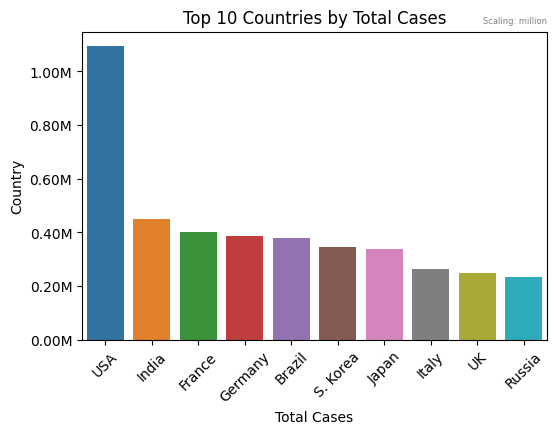 Top 10 Countries by Total Cases
Scaling: million
Country
1.00M
0.80M
0.60M
0.40M
0.20M
0.00M
USA
India
France
Germany
Brazil
S. Korea
Japan
Italy
UK
Russia
Total Cases